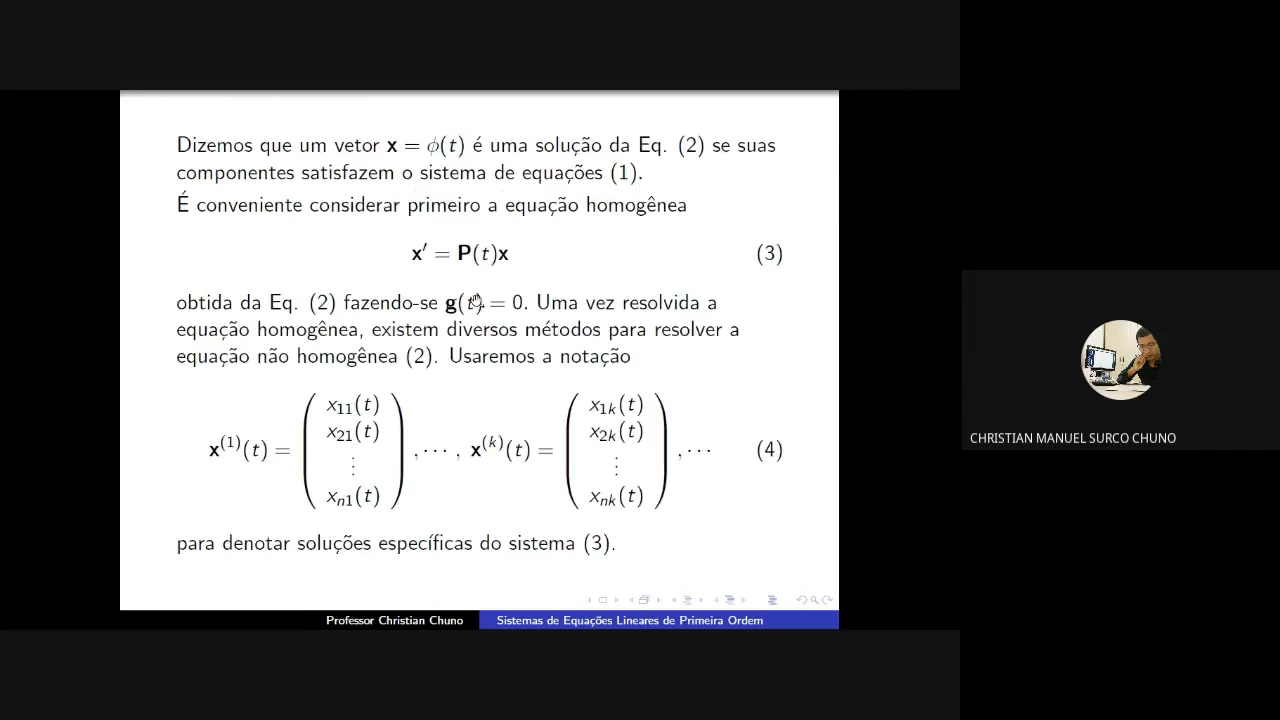 Dizemos que um vetor x = ϕ(t) é uma solução da Eq. (2) se suas
componentes satisfazem o sistema de equações (1).
É conveniente considerar primeiro a equação homogênea
x′ = P(t)x (3)
obtida da Eq. (2) fazendo-se g(t) = 0. Uma vez resolvida a
equação homogênea, existem diversos métodos para resolver a
equação não homogênea (2). Usaremos a notação
x⁽¹⁾(t) = ( x₁₁(t) x₂₁(t) ⋮ xₙ₁(t) ) , ⋯ , x⁽ᵏ⁾(t) = ( x₁ₖ(t) x₂ₖ(t) ⋮ xₙₖ(t) ) , ⋯ (4)
para denotar soluções específicas do sistema (3).
Professor Christian Chuno Sistemas de Equações Lineares de Primeira Ordem
CHRISTIAN MANUEL SURCO CHUNO